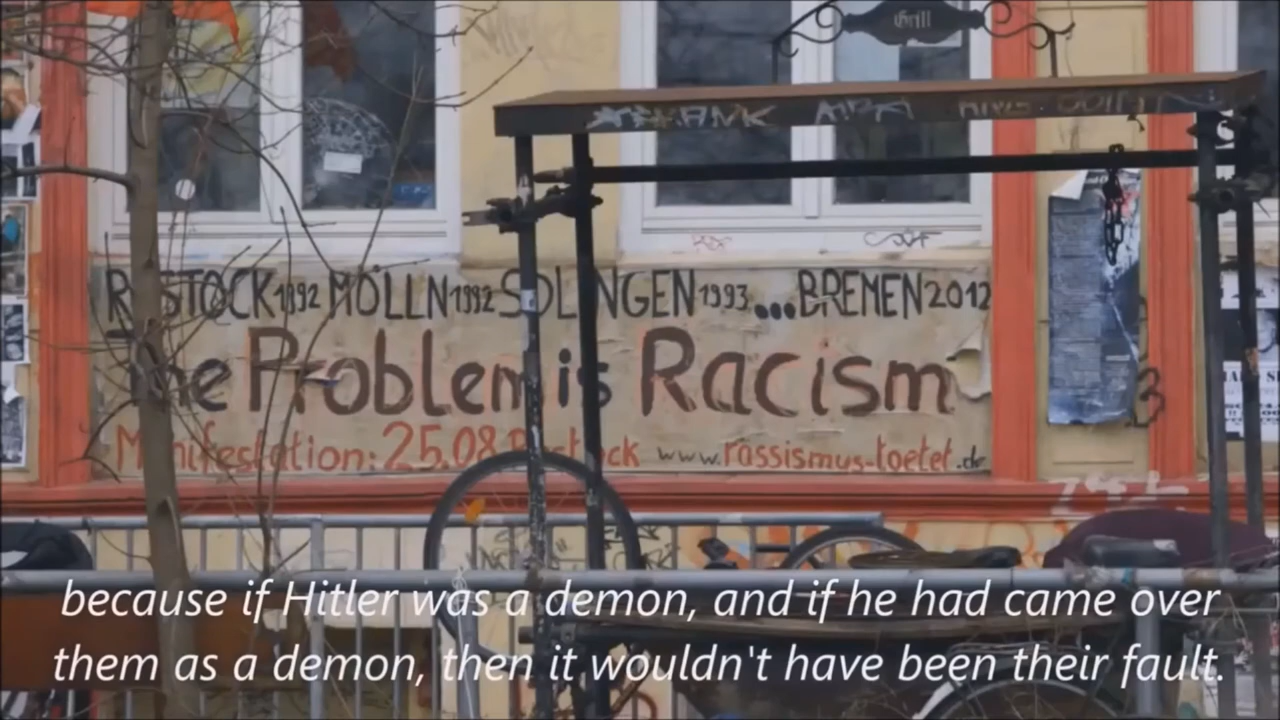 Grill
ROSTOCK 1992 MÖLLN 1992 SOLINGEN 1993...BREMEN 2012
The Problem is Racism
Manifestation: 25.08 Rostock www.rassismus-toetet.de
because if Hitler was a demon, and if he had came over
them as a demon, then it wouldn't have been their fault.